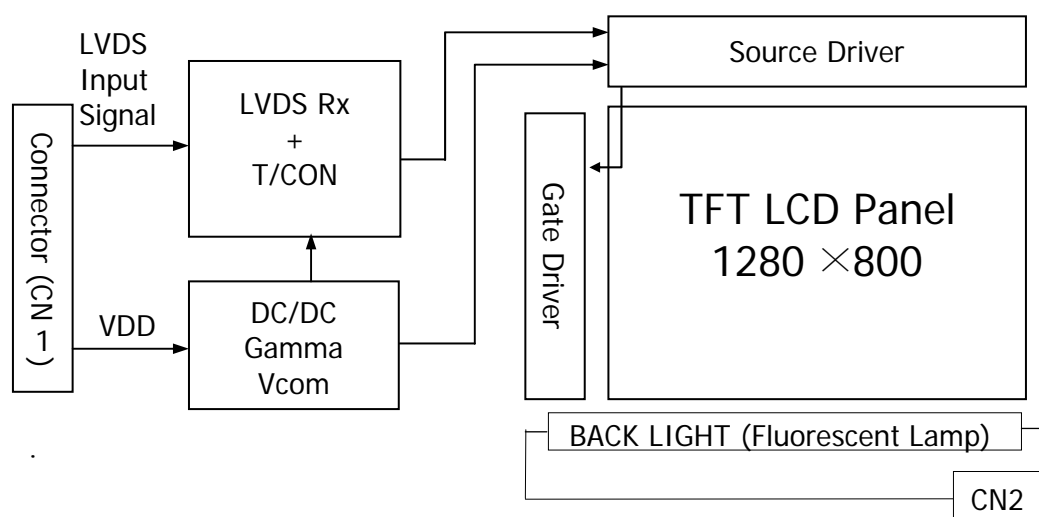 LVDS
Input
Signal
Connector (CN 1)
VDD
LVDS Rx
+
T/CON
DC/DC
Gamma
Vcom
Source Driver
Gate Driver
TFT LCD Panel
1280 ×800
BACK LIGHT (Fluorescent Lamp)
.
CN2